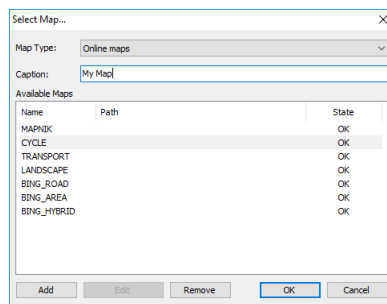 Select Map...
Map Type: Online maps
Caption: My Map
Available Maps
Name Path State
MAPNIK OK
CYCLE OK
TRANSPORT OK
LANDSCAPE OK
BING_ROAD OK
BING_AREA OK
BING_HYBRID OK
Add Edit Remove OK Cancel